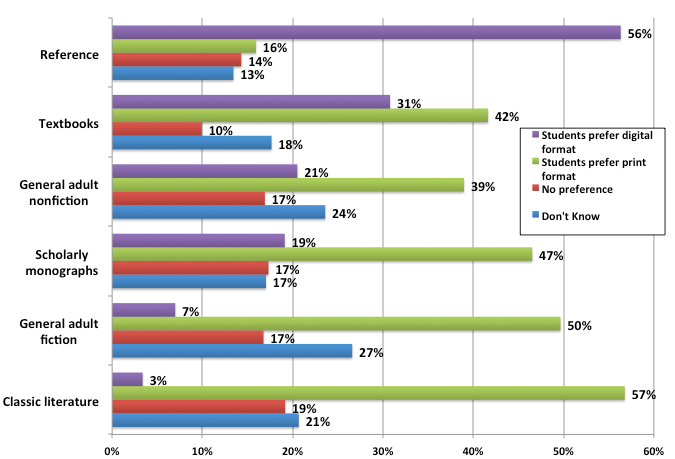 Reference
56%
16%
14%
13%
Textbooks
31%
42%
10%
18%
General adult
nonfiction
21%
39%
17%
24%
Scholarly
monographs
19%
47%
17%
17%
General adult
fiction
7%
50%
17%
27%
Classic literature
3%
57%
19%
21%
Students prefer digital
format
Students prefer print
format
No preference
Don't Know
0% 10% 20% 30% 40% 50% 60%